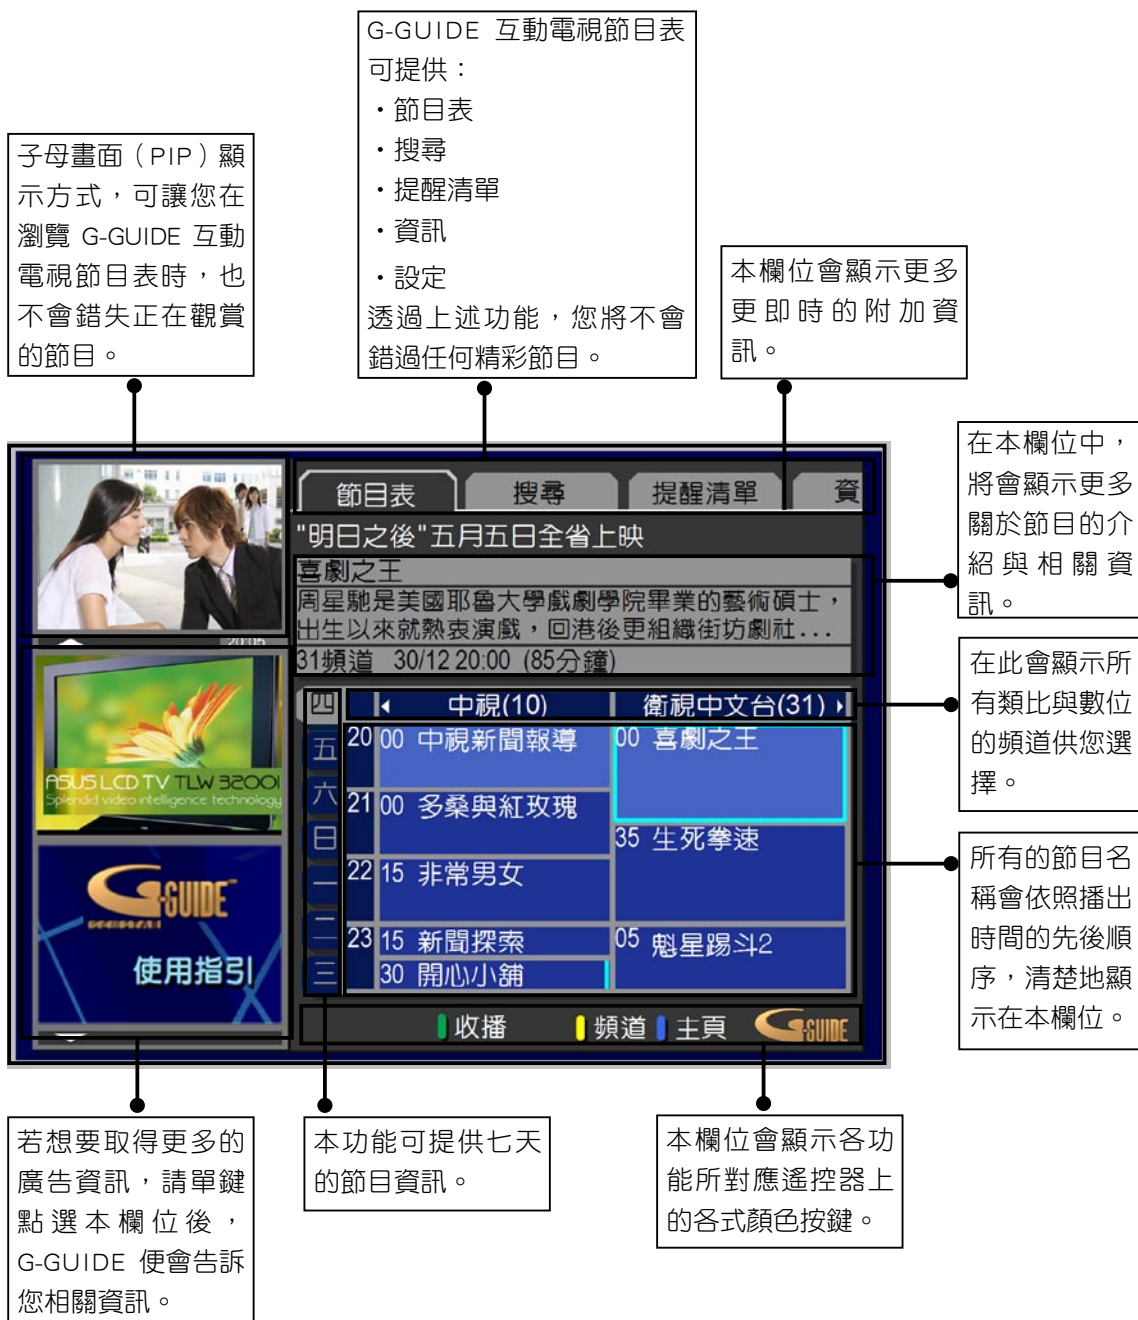 G-GUIDE 互動電視節目表
可提供：
・節目表
・搜尋
・提醒清單
・資訊
・設定
透過上述功能，您將不會
錯過任何精彩節目。
子母畫面（PIP）顯
示方式，可讓您在
瀏覽 G-GUIDE 互動
電視節目表時，也
不會錯失正在觀賞
的節目。
本欄位會顯示更多
更即時的附加資
訊。
在本欄位中，
將會顯示更多
關於節目的介
紹與相關資
訊。
在此會顯示所
有類比與數位
的頻道供您選
擇。
所有的節目名
稱會依照播出
時間的先後順
序，清楚地顯
示在本欄位。
節目表 搜尋 提醒清單 資
"明日之後"五月五日全省上映
喜劇之王
周星馳是美國耶魯大學戲劇學院畢業的藝術碩士，
出生以來就熱衷演戲，回港後更組織街坊劇社...
31頻道 30/12 20:00 (85分鐘)
20:05
ASUS LCD TV TLW 32001
Splendid video intelligence technology
G-GUIDE
使用指引
四
五
六
日
一
二
三
中視(10) 衛視中文台(31)
20 00 中視新聞報導 00 喜劇之王
21 00 多桑與紅玫瑰
35 生死拳速
22 15 非常男女
23 15 新聞探索 05 魁星踢斗2
30 開心小舖
收播 頻道 主頁 G-GUIDE
若想要取得更多的
廣告資訊，請單鍵
點選本欄位後，
G-GUIDE 便會告訴
您相關資訊。
本功能可提供七天
的節目資訊。
本欄位會顯示各功
能所對應遙控器上
的各式顏色按鍵。